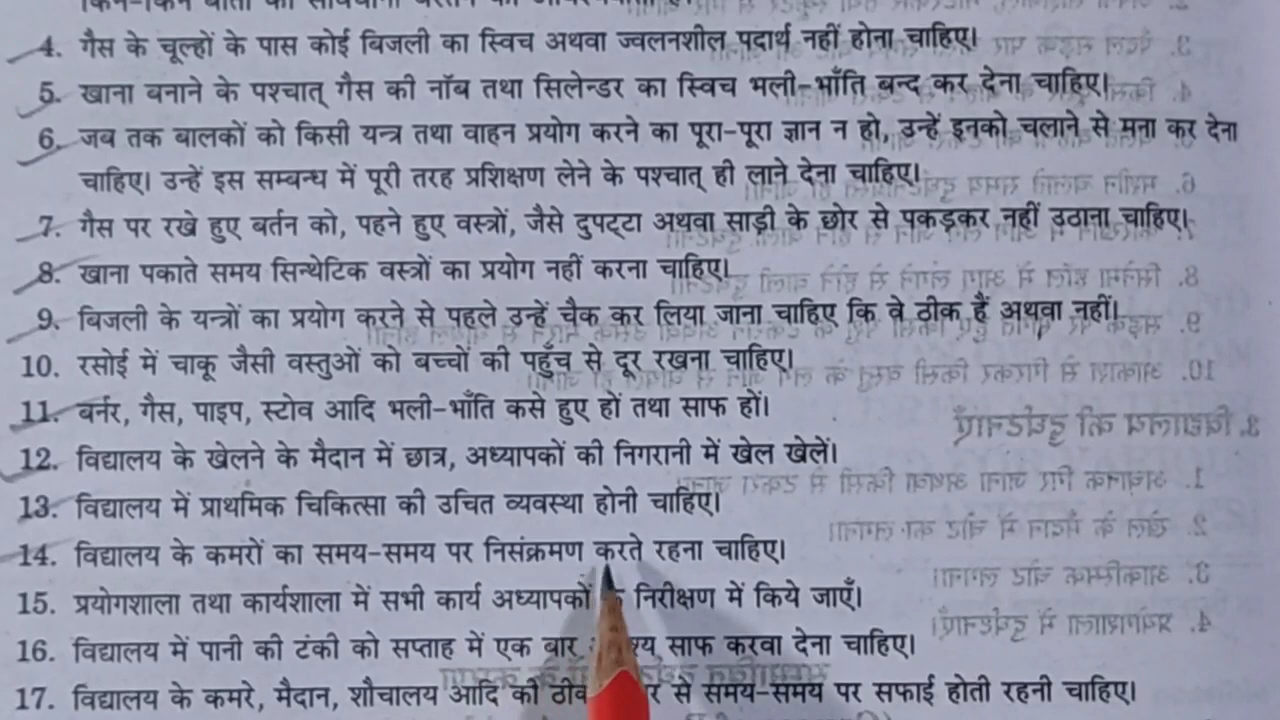 4. गैस के चूल्हों के पास कोई बिजली का स्विच अथवा ज्वलनशील पदार्थ नहीं होना चाहिए।
5. खाना बनाने के पश्चात् गैस की नॉब तथा सिलेन्डर का स्विच भली-भाँति बन्द कर देना चाहिए।
6. जब तक बालकों को किसी यन्त्र तथा वाहन प्रयोग करने का पूरा-पूरा ज्ञान न हो, उन्हें इनको चलाने से मना कर देना
चाहिए। उन्हें इस सम्बन्ध में पूरी तरह प्रशिक्षण लेने के पश्चात् ही लाने देना चाहिए।
7. गैस पर रखे हुए बर्तन को, पहने हुए वस्त्रों, जैसे दुपट्टा अथवा साड़ी के छोर से पकड़कर नहीं उठाना चाहिए।
8. खाना पकाते समय सिन्थेटिक वस्त्रों का प्रयोग नहीं करना चाहिए।
9. बिजली के यन्त्रों का प्रयोग करने से पहले उन्हें चैक कर लिया जाना चाहिए कि वे ठीक हैं अथवा नहीं।
10. रसोई में चाकू जैसी वस्तुओं को बच्चों की पहुँच से दूर रखना चाहिए।
11. बर्नर, गैस, पाइप, स्टोव आदि भली-भाँति कसे हुए हों तथा साफ हों।
12. विद्यालय के खेलने के मैदान में छात्र, अध्यापकों की निगरानी में खेल खेलें।
13. विद्यालय में प्राथमिक चिकित्सा की उचित व्यवस्था होनी चाहिए।
14. विद्यालय के कमरों का समय-समय पर निसंक्रमण करते रहना चाहिए।
15. प्रयोगशाला तथा कार्यशाला में सभी कार्य अध्यापकों निरीक्षण में किये जाएँ।
16. विद्यालय में पानी की टंकी को सप्ताह में एक बार साफ करवा देना चाहिए।
17. विद्यालय के कमरे, मैदान, शौचालय आदि की से समय-समय पर सफाई होती रहनी चाहिए।